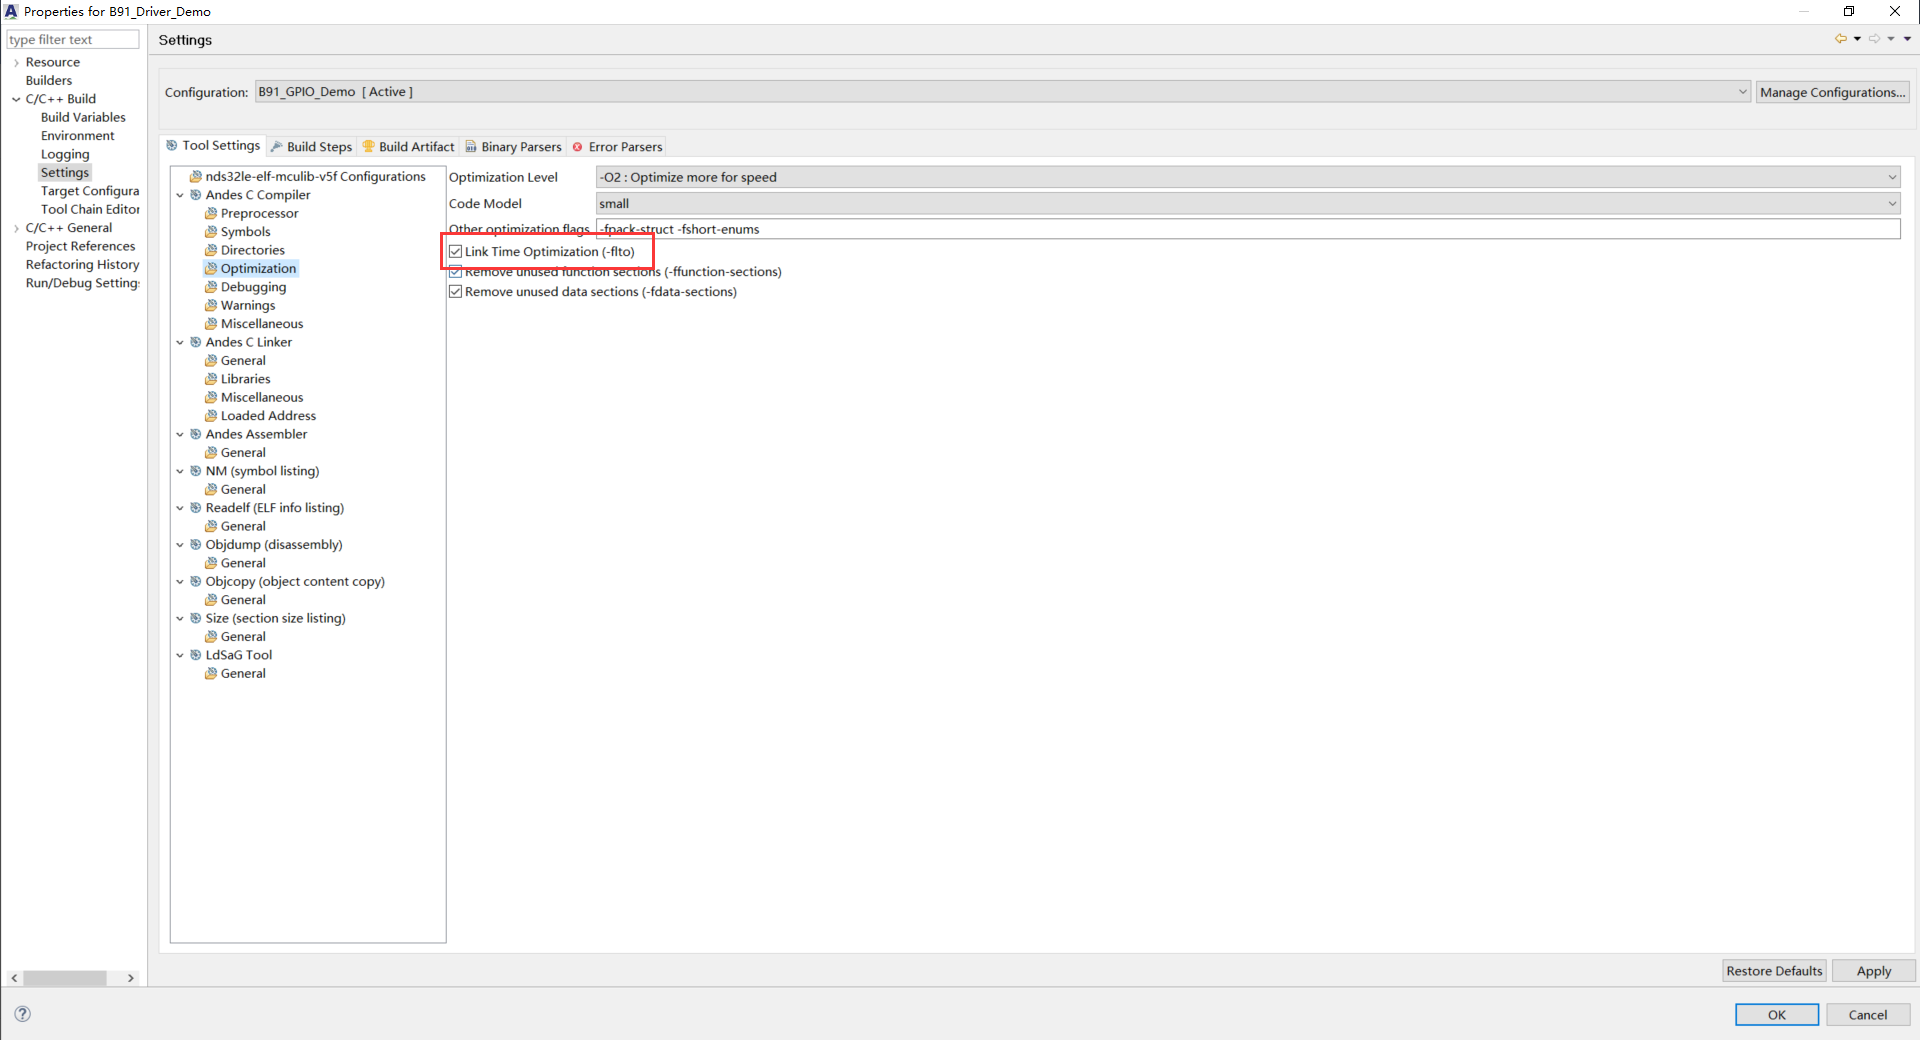 Properties for B91_Driver_Demo
type filter text
Resource
Builders
C/C++ Build
Build Variables
Environment
Logging
Settings
Target Configura
Tool Chain Editor
C/C++ General
Project References
Refactoring History
Run/Debug Setting:
Settings
Configuration:
B91_GPIO_Demo [ Active ]
Manage Configurations...
Tool Settings
Build Steps
Build Artifact
Binary Parsers
Error Parsers
nds32le-elf-mculib-v5f Configurations
Andes C Compiler
Preprocessor
Symbols
Directories
Optimization
Debugging
Warnings
Miscellaneous
Andes C Linker
General
Libraries
Miscellaneous
Loaded Address
Andes Assembler
General
NM (symbol listing)
General
Readelf (ELF info listing)
General
Objdump (disassembly)
General
Objcopy (object content copy)
General
Size (section size listing)
General
LdSaG Tool
General
Optimization Level
-O2 : Optimize more for speed
Code Model
small
Other optimization flags
-fpack-struct -fshort-enums
Link Time Optimization (-flto)
Remove unused function sections (-ffunction-sections)
Remove unused data sections (-fdata-sections)
Restore Defaults
Apply
OK
Cancel